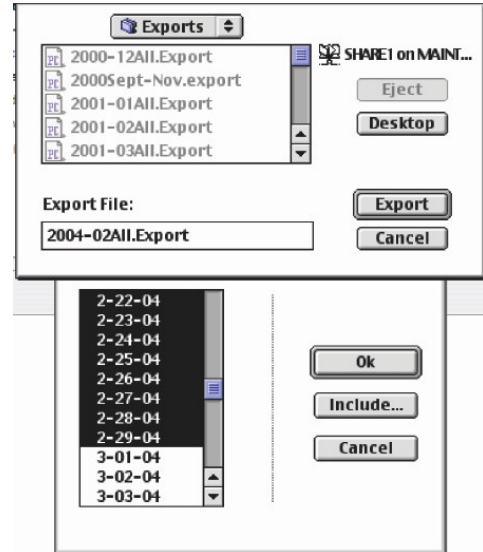 Exports
2000-12All.Export
2000Sept-Nov.export
2001-01All.Export
2001-02All.Export
2001-03All.Export
SHARE1 on MAINT...
Eject
Desktop
Export File:
2004-02All.Export
Export
Cancel
2-22-04
2-23-04
2-24-04
2-25-04
2-26-04
2-27-04
2-28-04
2-29-04
3-01-04
3-02-04
3-03-04
Ok
Include...
Cancel